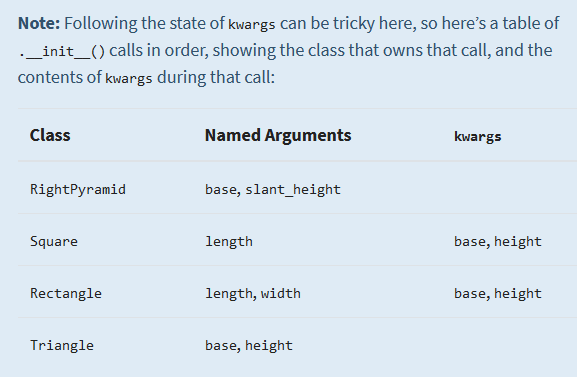 Note: Following the state of kwargs can be tricky here, so here’s a table of
.__init__() calls in order, showing the class that owns that call, and the
contents of kwargs during that call:
Class Named Arguments kwargs
RightPyramid base, slant_height
Square length base, height
Rectangle length, width base, height
Triangle base, height